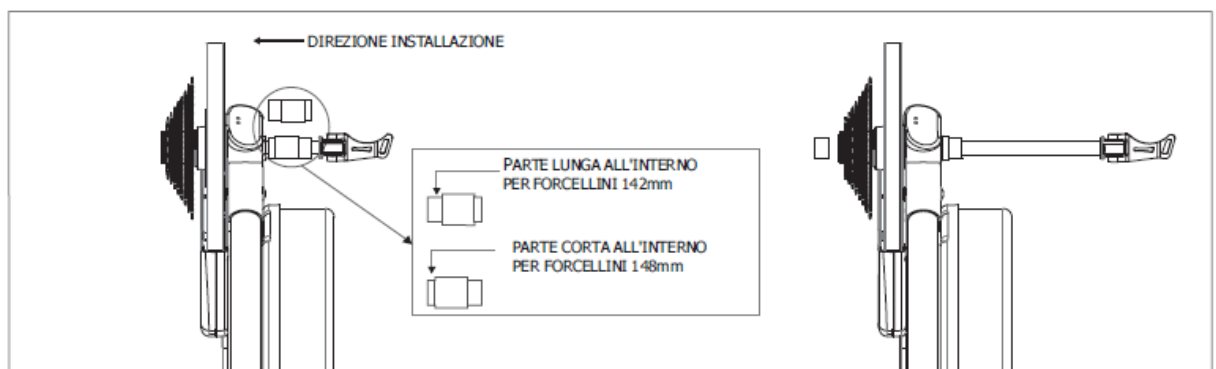 DIREZIONE INSTALLAZIONE
PARTE LUNGA ALL'INTERNO
PER FORCELLINI 142mm
PARTE CORTA ALL'INTERNO
PER FORCELLINI 148mm